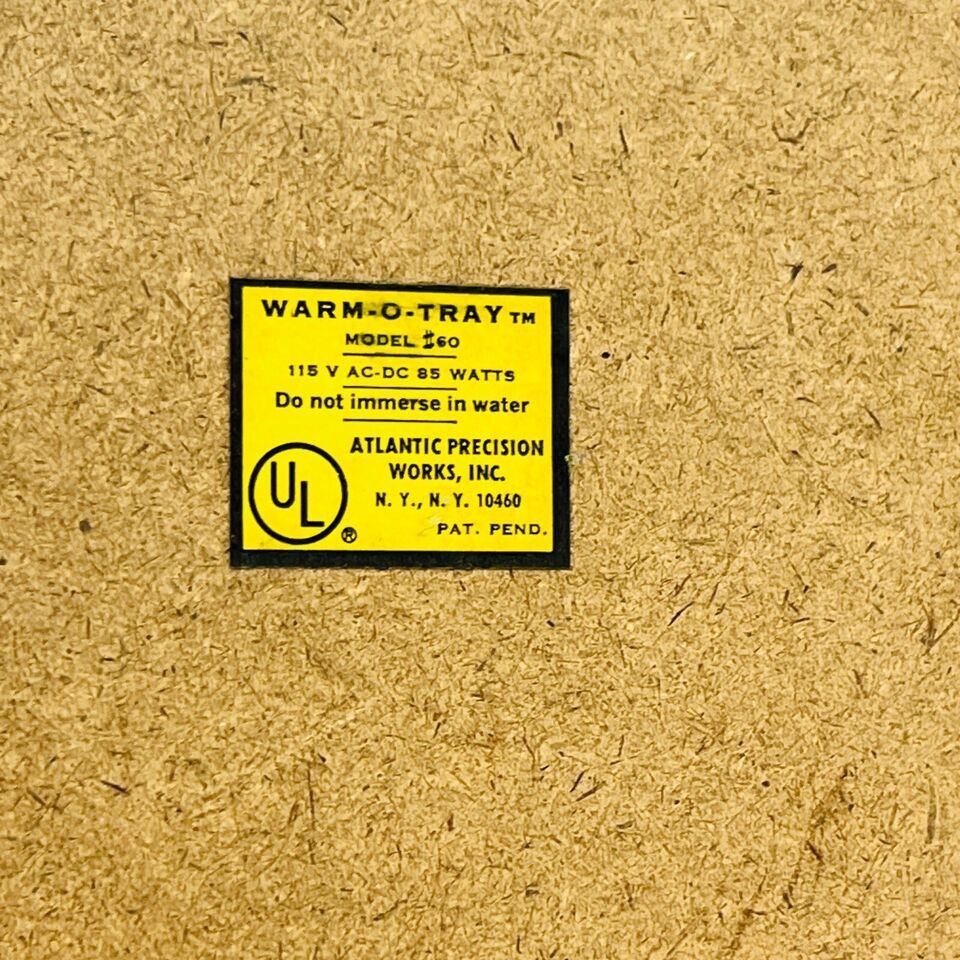 WARM-O-TRAY TM
MODEL #60
115 V AC-DC 85 WATTS
Do not immerse in water
ATLANTIC PRECISION
WORKS, INC.
N. Y., N. Y. 10460
PAT. PEND.
UL ®